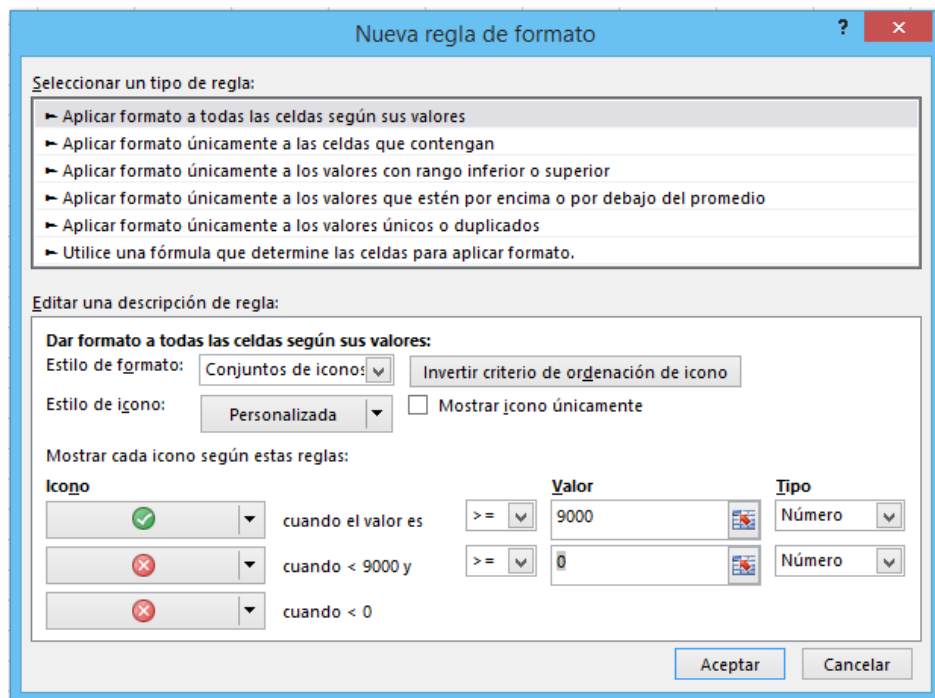 Nueva regla de formato
?
Seleccionar un tipo de regla:
► Aplicar formato a todas las celdas según sus valores
► Aplicar formato únicamente a las celdas que contengan
► Aplicar formato únicamente a los valores con rango inferior o superior
► Aplicar formato únicamente a los valores que estén por encima o por debajo del promedio
► Aplicar formato únicamente a los valores únicos o duplicados
► Utilice una fórmula que determine las celdas para aplicar formato.
Editar una descripción de regla:
Dar formato a todas las celdas según sus valores:
Estilo de formato: Conjuntos de iconos Invertir criterio de ordenación de icono
Estilo de icono: Personalizada Mostrar icono únicamente
Mostrar cada icono según estas reglas:
Icono Valor Tipo
cuando el valor es >= 9000 Número
cuando < 9000 y >= 0 Número
cuando < 0
Aceptar Cancelar